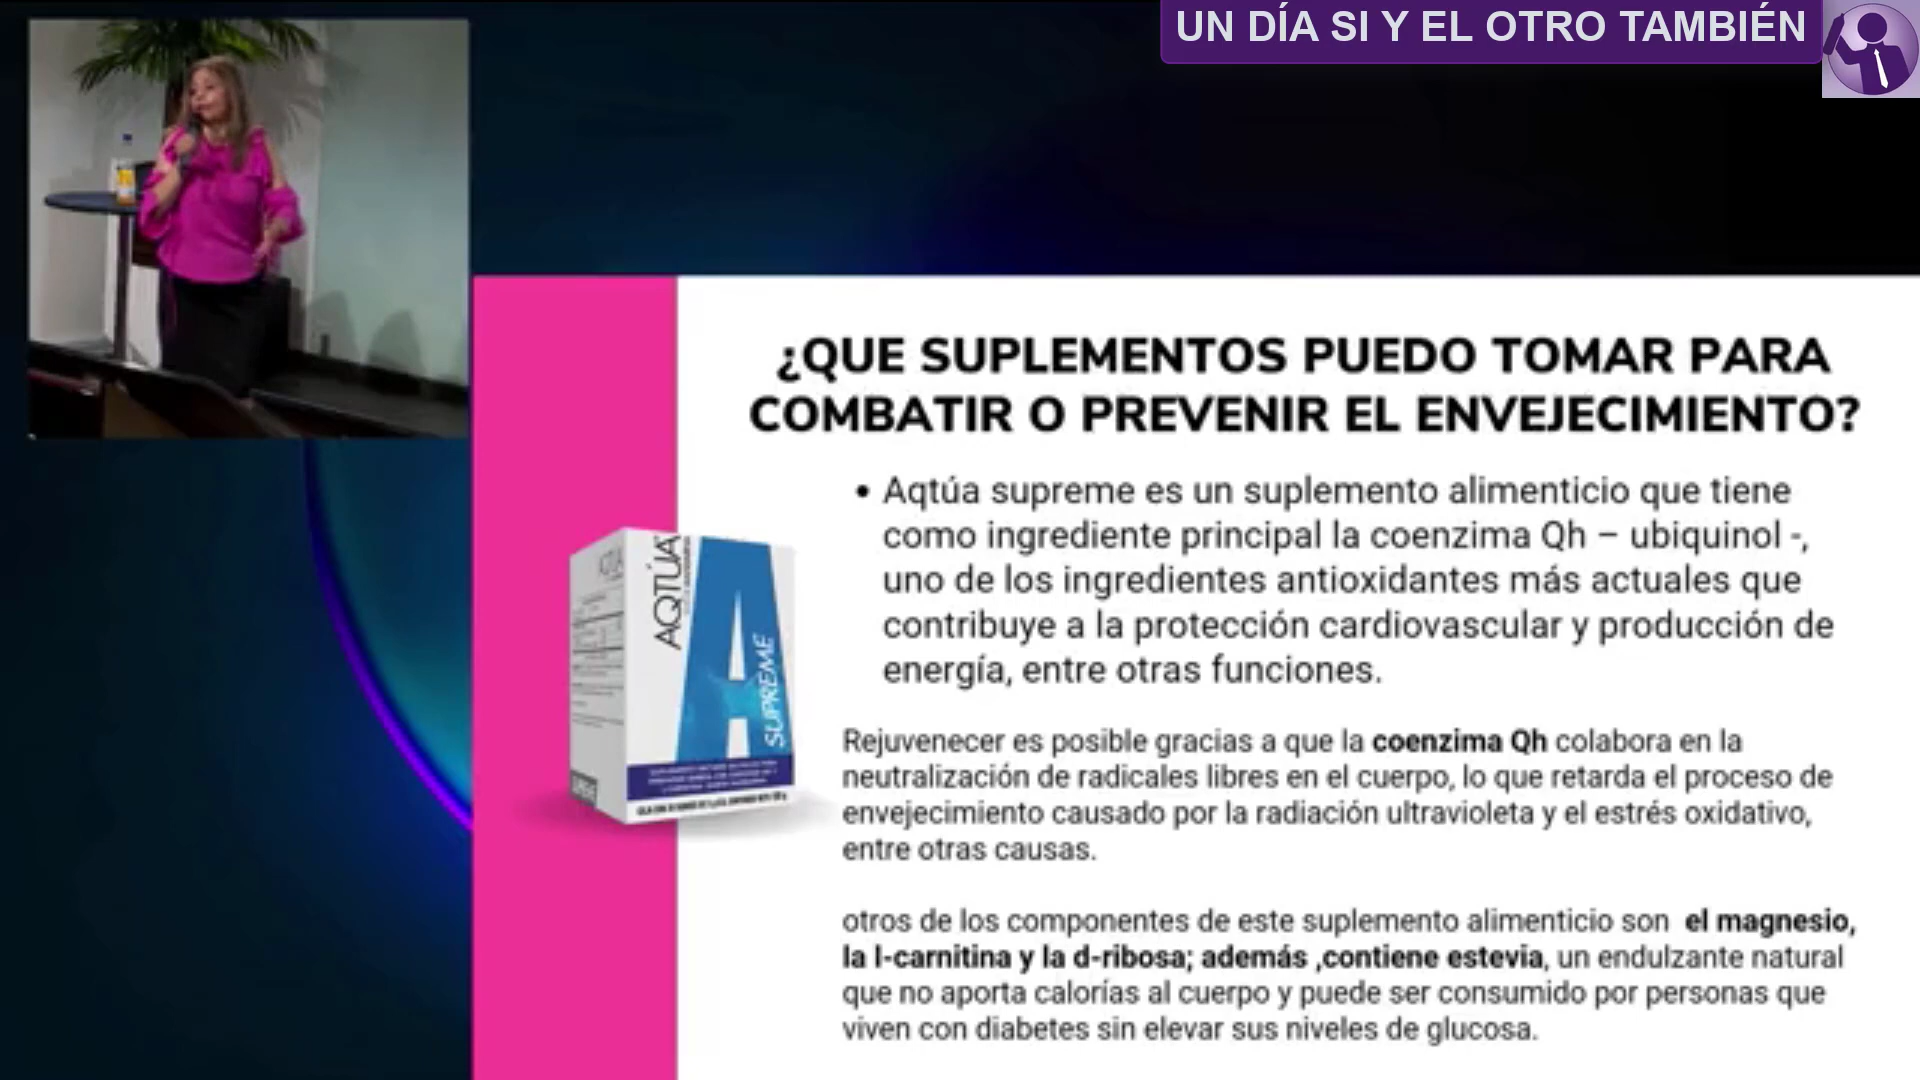 UN DÍA SI Y EL OTRO TAMBIÉN
¿QUE SUPLEMENTOS PUEDO TOMAR PARA
COMBATIR O PREVENIR EL ENVEJECIMIENTO?
• Aqtúa supreme es un suplemento alimenticio que tiene
como ingrediente principal la coenzima Qh – ubiquinol -,
uno de los ingredientes antioxidantes más actuales que
contribuye a la protección cardiovascular y producción de
energía, entre otras funciones.
AQTÚA
A
SUPREME
Rejuvenecer es posible gracias a que la coenzima Qh colabora en la
neutralización de radicales libres en el cuerpo, lo que retarda el proceso de
envejecimiento causado por la radiación ultravioleta y el estrés oxidativo,
entre otras causas.
otros de los componentes de este suplemento alimenticio son el magnesio,
la l-carnitina y la d-ribosa; además ,contiene estevia, un endulzante natural
que no aporta calorías al cuerpo y puede ser consumido por personas que
viven con diabetes sin elevar sus niveles de glucosa.